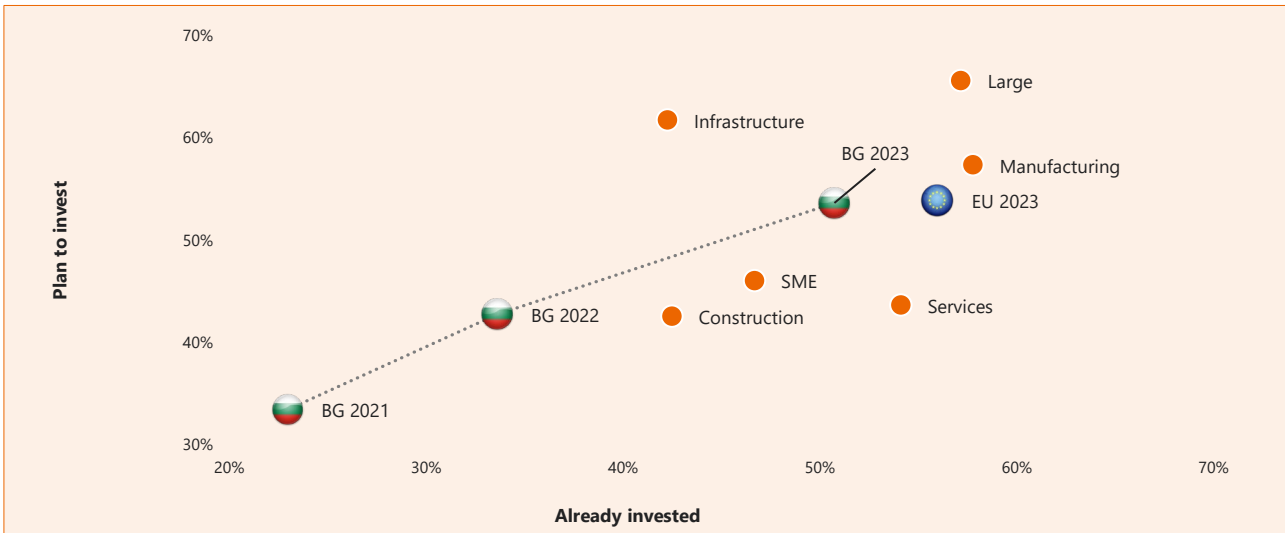 70%
Large
Infrastructure
60%
BG 2023
Manufacturing
EU 2023
Plan to invest
50%
SME
Services
BG 2022
Construction
40%
BG 2021
30%
20% 30% 40% 50% 60% 70%
Already invested